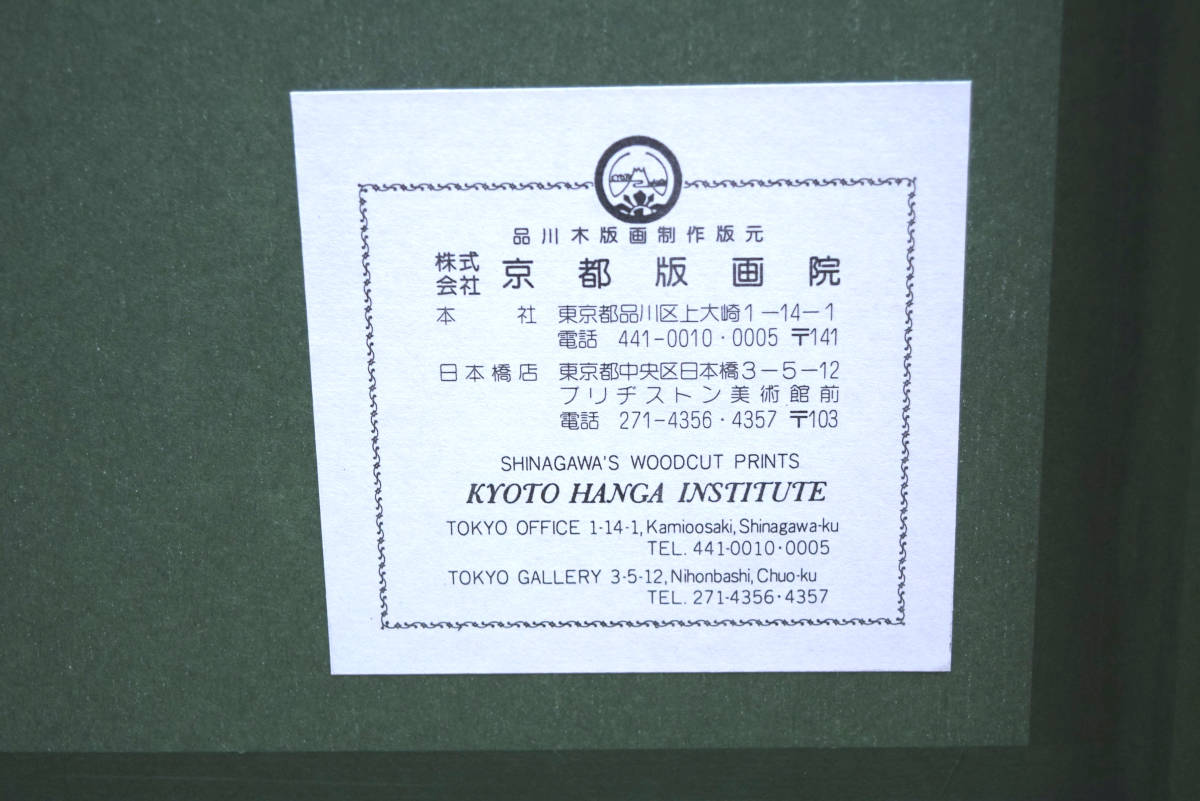 品川木版画制作版元
株式会社 京都版画院
本社 東京都品川区上大崎1-14-1
電話 441-0010・0005 〒141
日本橋店 東京都中央区日本橋3-5-12
ブリヂストン美術館前
電話 271-4356・4357 〒103
SHINAGAWA'S WOODCUT PRINTS
KYOTO HANGA INSTITUTE
TOKYO OFFICE 1-14-1, Kamioosaki, Shinagawa-ku
TEL. 441-0010・0005
TOKYO GALLERY 3-5-12, Nihonbashi, Chuo-ku
TEL. 271-4356・4357